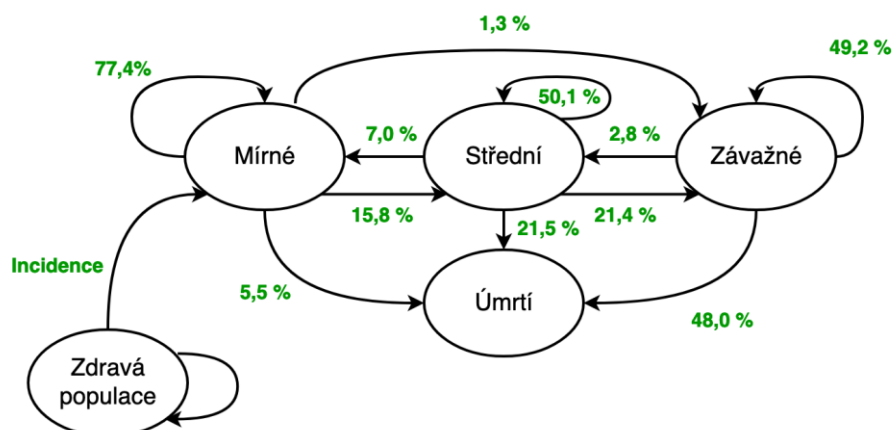 1,3 %
49,2 %
77,4%
50,1 %
7,0 %
2,8 %
Mírné
Střední
Závažné
15,8 %
21,5 %
21,4 %
Incidence
5,5 %
Úmrtí
48,0 %
Zdravá
populace